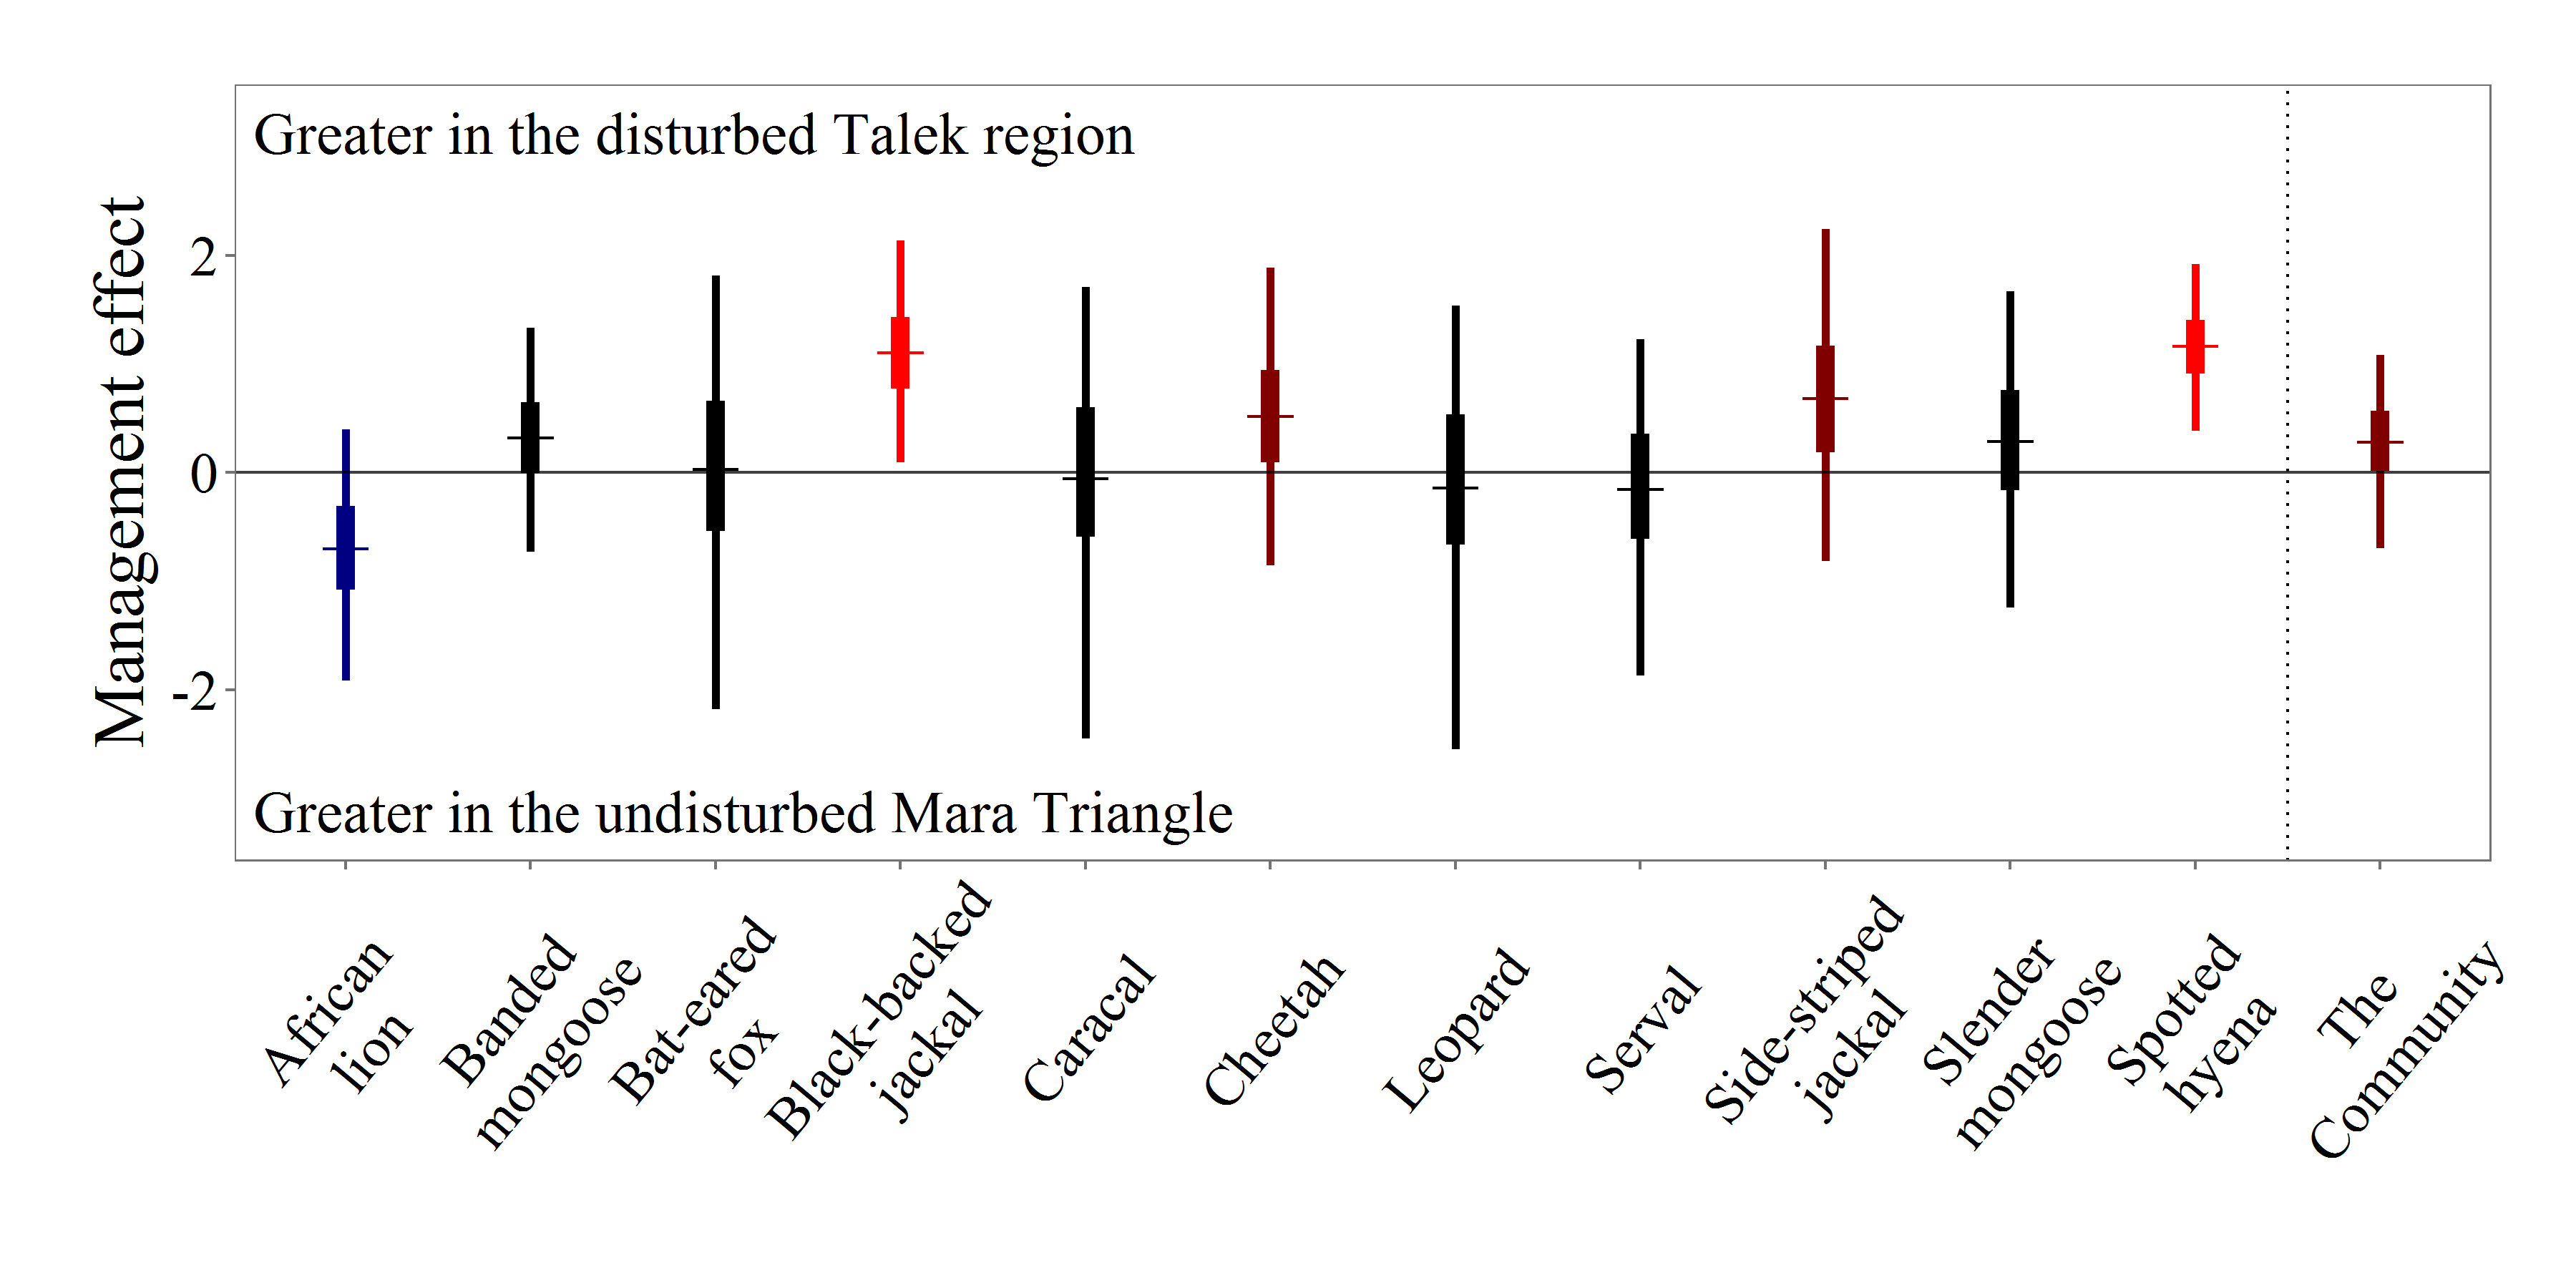 Greater in the disturbed Talek region
Management effect
2
0
-2
Greater in the undisturbed Mara Triangle
African
lion
Banded
mongoose
Bat-eared
fox
Black-backed
jackal
Caracal
Cheetah
Leopard
Serval
Side-striped
jackal
Slender
mongoose
Spotted
hyena
The
Community